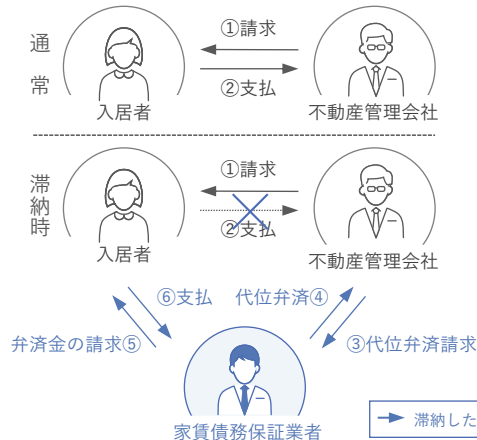 通常
①請求
②支払
入居者
不動産管理会社
滞納時
①請求
②支払
入居者
不動産管理会社
⑥支払
代位弁済④
弁済金の請求⑤
③代位弁済請求
家賃債務保証業者
滞納した